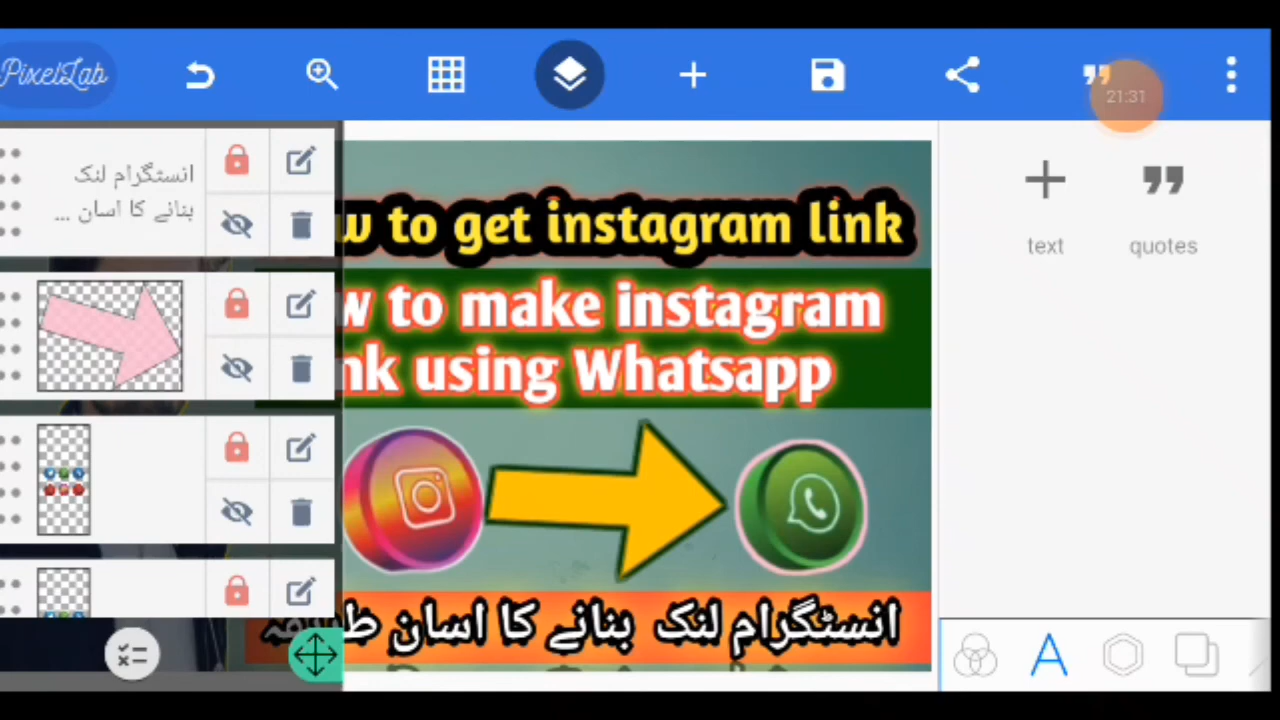 PixelLab
21:31
انسٹگرام لنک
بنانے کا اسان ...
text
quotes
to get instagram link
to make instagram
using Whatsapp
انسٹگرام لنک بنانے کا اسان